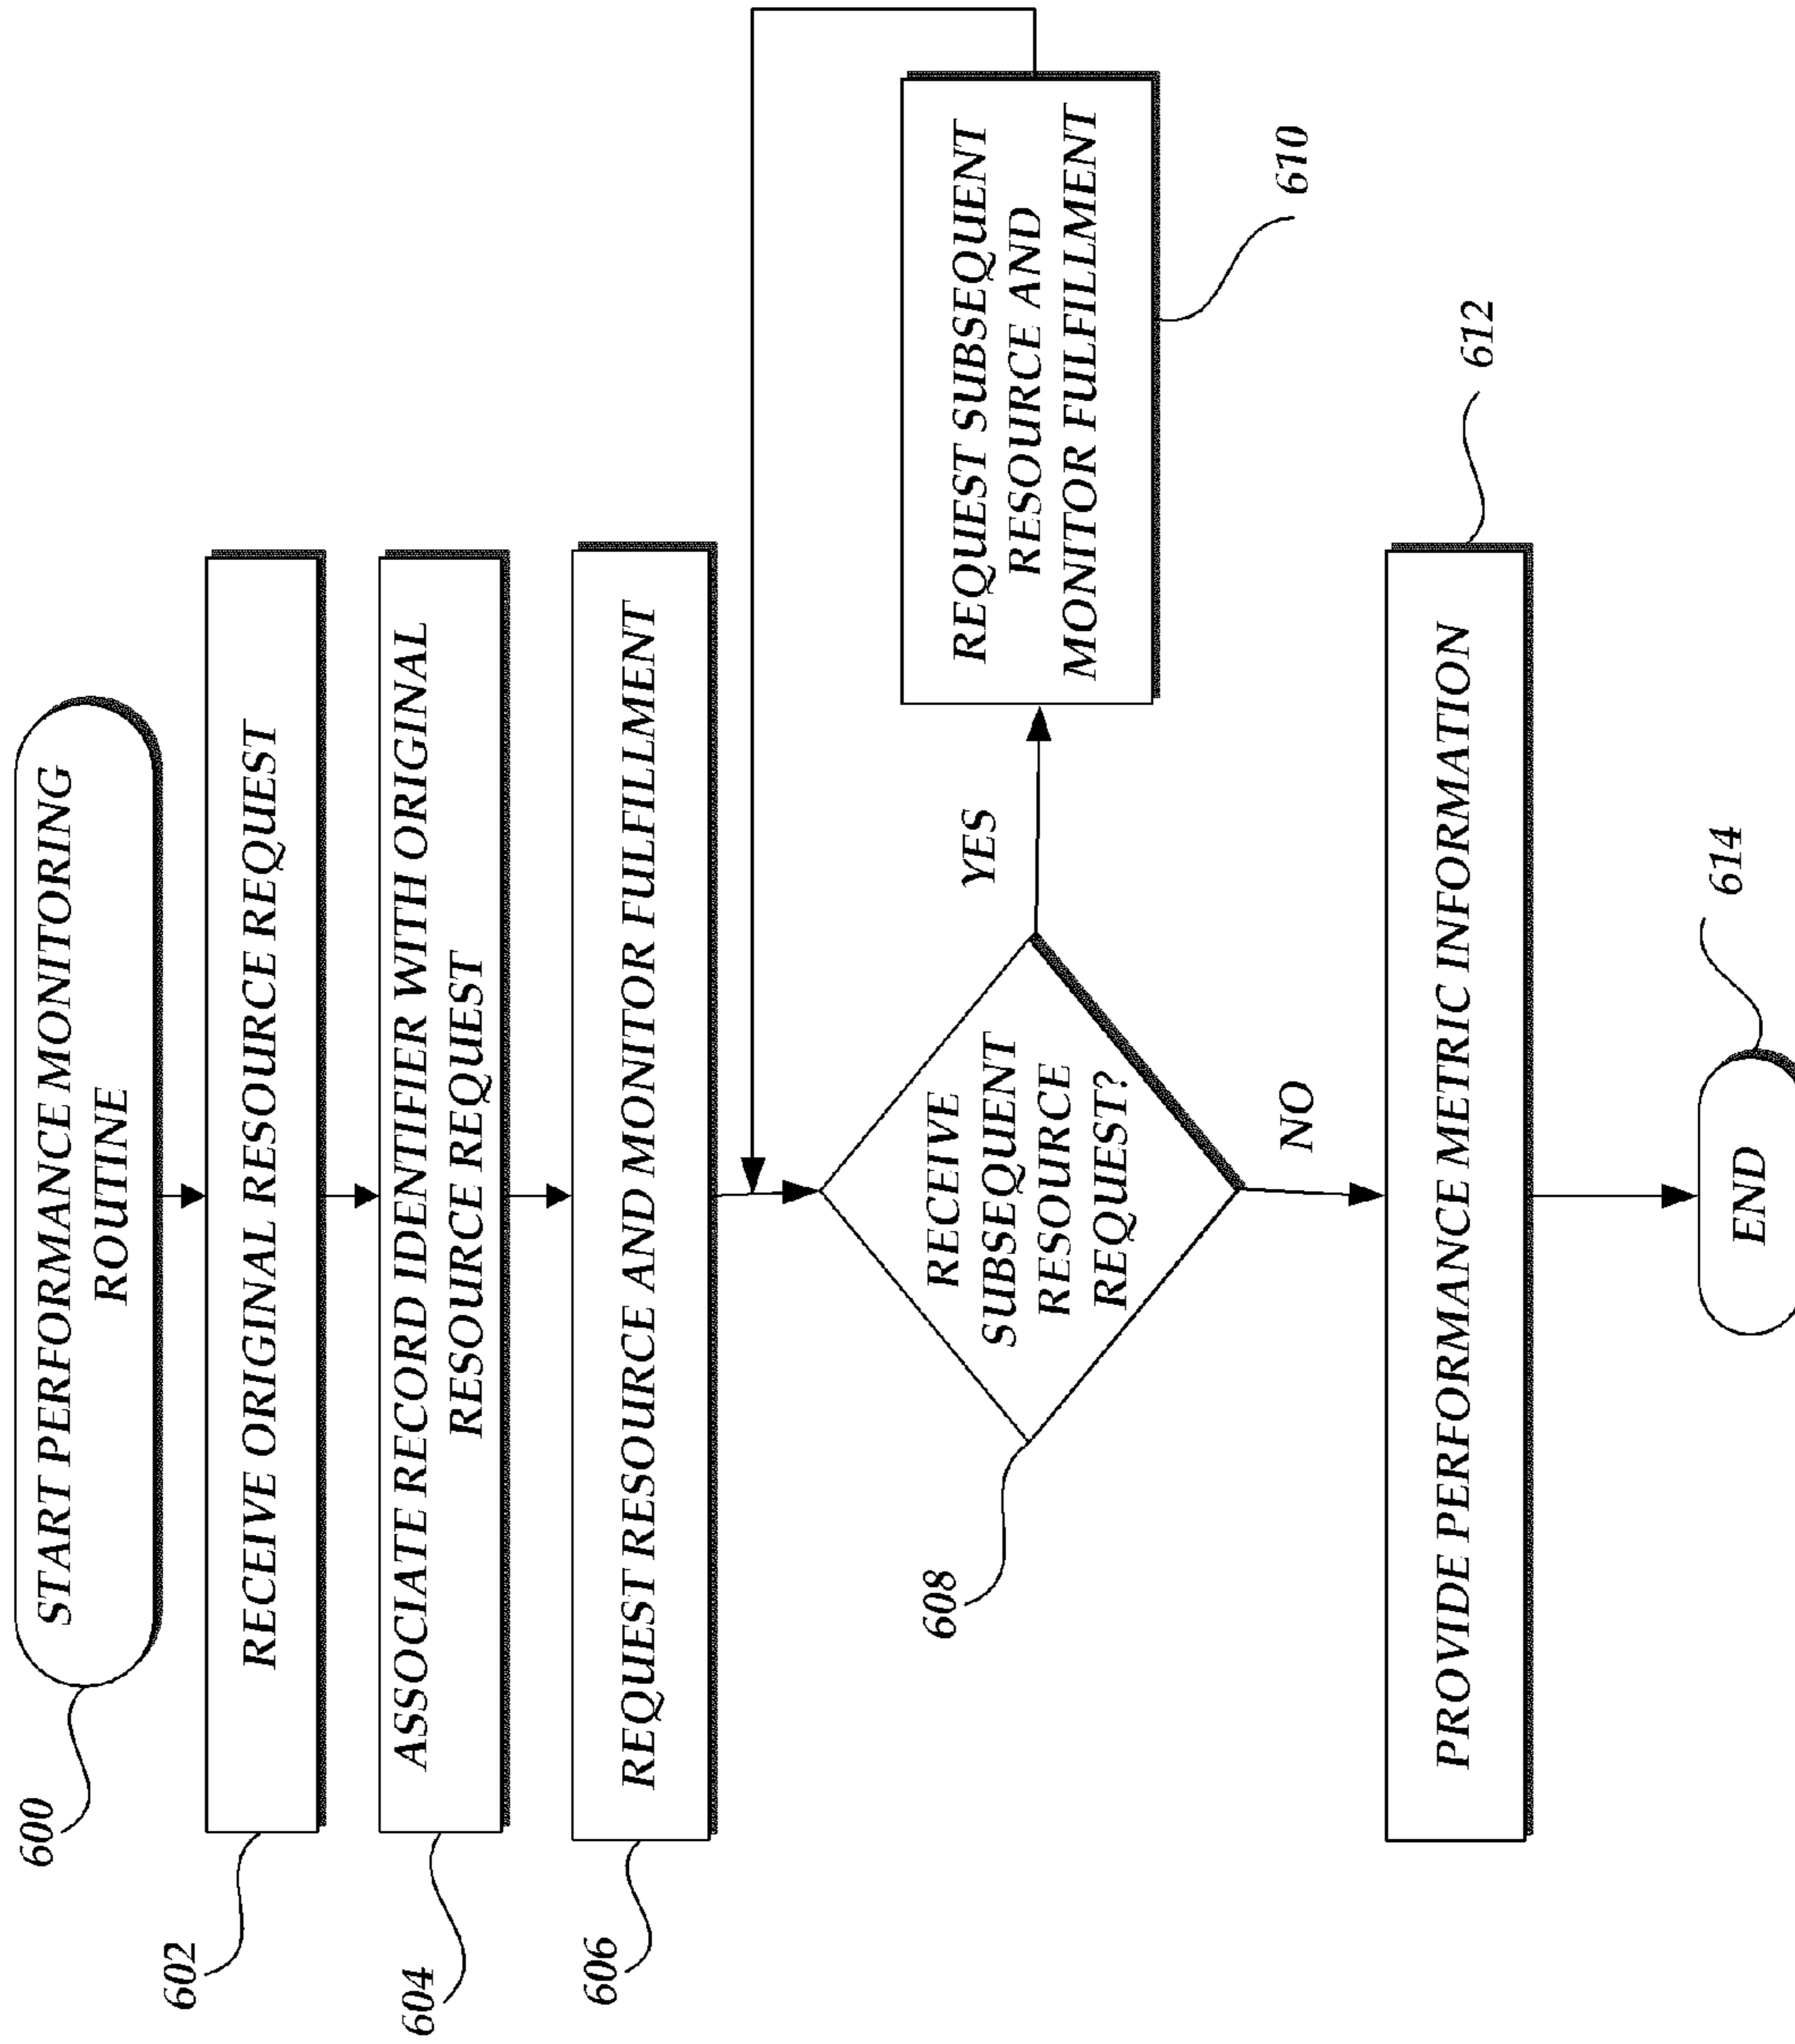 600
START PERFORMANCE MONITORING
ROUTINE
602
RECEIVE ORIGINAL RESOURCE REQUEST
604
ASSOCIATE RECORD IDENTIFIER WITH ORIGINAL
RESOURCE REQUEST
606
REQUEST RESOURCE AND MONITOR FULFILLMENT
608
RECEIVE
SUBSEQUENT
RESOURCE
REQUEST?
YES
REQUEST SUBSEQUENT
RESOURCE AND
MONITOR FULFILLMENT
610
NO
PROVIDE PERFORMANCE METRIC INFORMATION
612
END
614